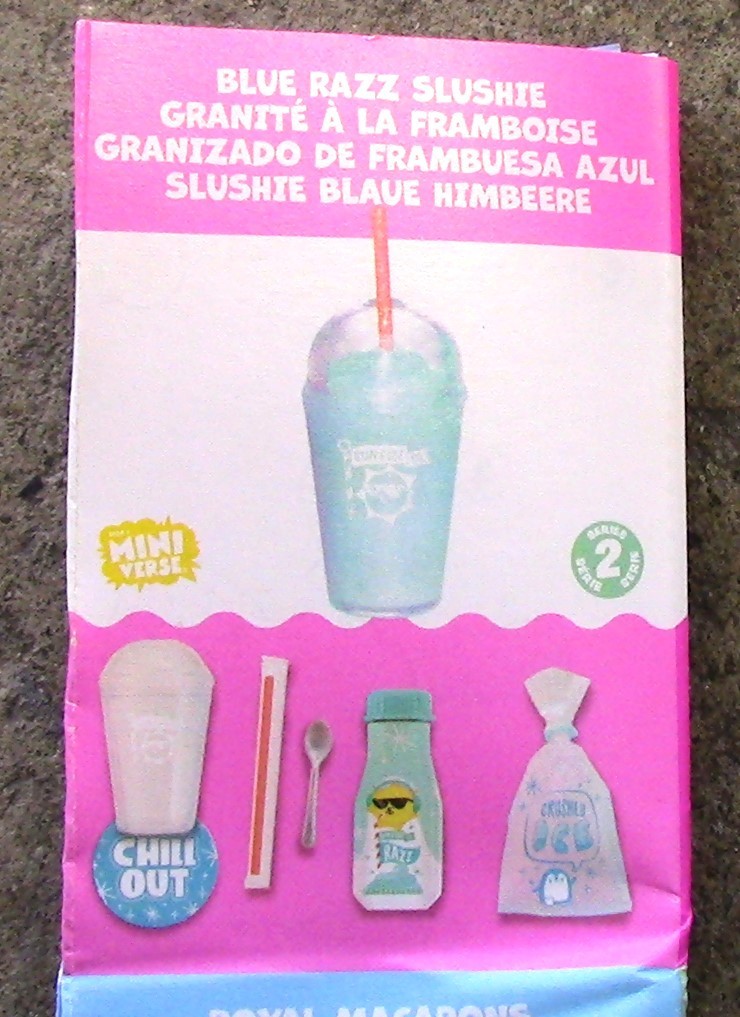 BLUE RAZZ SLUSHIE
GRANITÉ À LA FRAMBOISE
GRANIZADO DE FRAMBUESA AZUL
SLUSHIE BLAUE HIMBEERE
MINI
VERSE
SERIES
2
SÉRIE
SERIE
CHILL
OUT
RAZZ
CRUSHED
ICE
ROYAL MACARONS